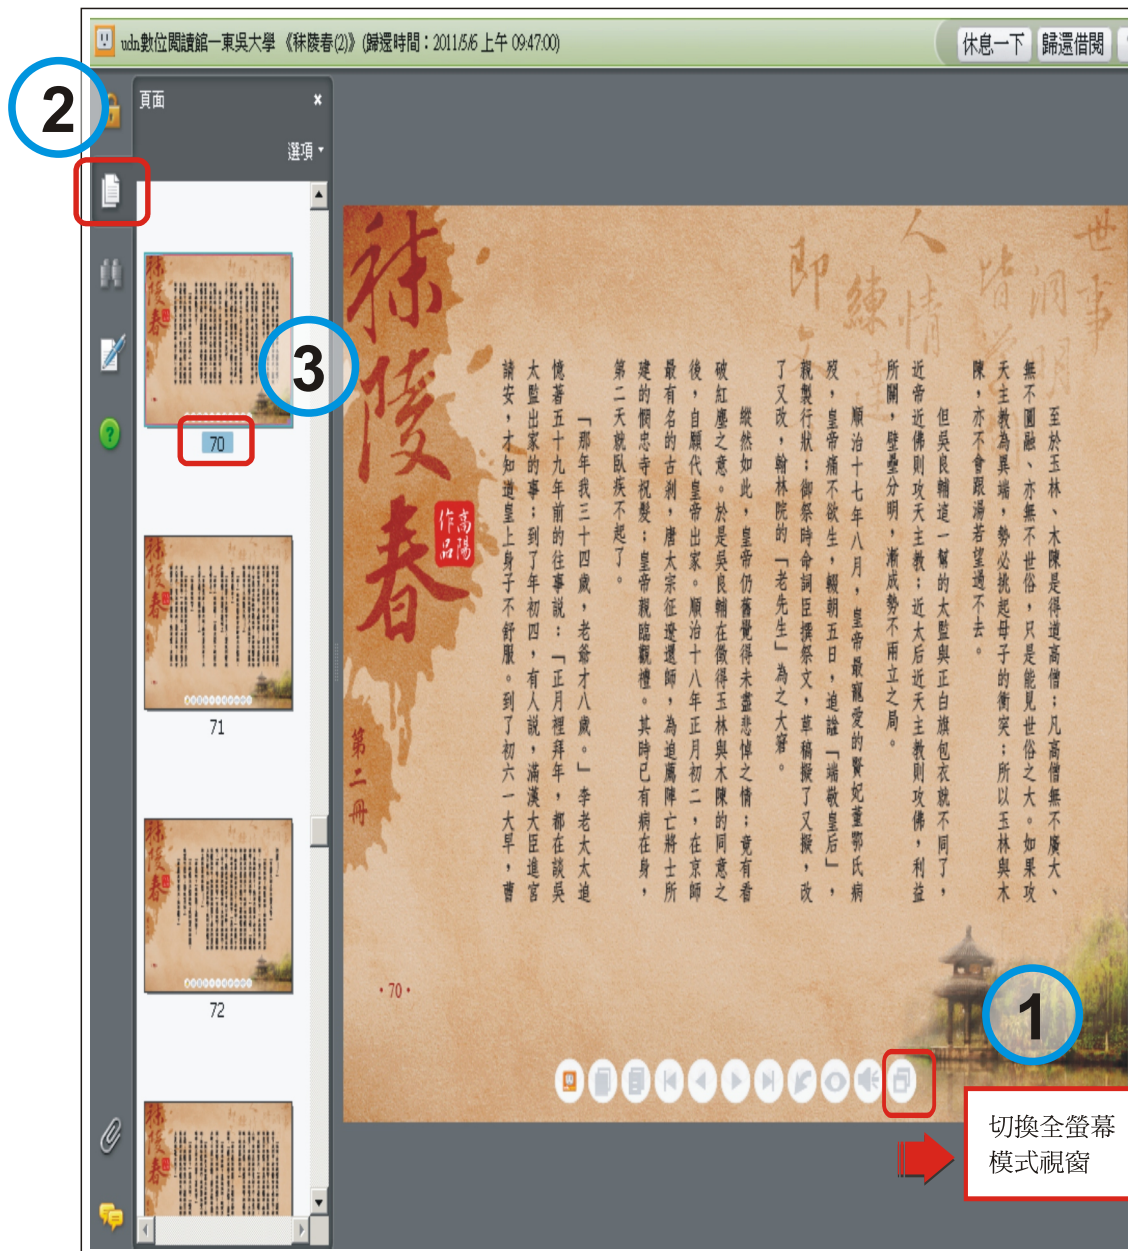 udn數位閱讀館—東吳大學 《秣陵春(2)》(歸還時間：2011/5/6 上午 09:47:00)
休息一下
歸還借閱
2
頁面
選項
70
3
71
72
秣陵春
高陽作品
第二冊
世事洞明皆學
人情練達即文
至於玉林、木陳是得道高僧；凡高僧無不廣大、
無不圓融、亦無不世俗，只是能見世俗之大。如果攻
天主教為異端，勢必挑起母子的衝突；所以玉林與木
陳，亦不會跟湯若望過不去。
但吳良輔這一幫的太監與正白旗包衣就不同了，
近帝近佛則攻天主教；近太后近天主教則攻佛，利益
所關，壁壘分明，漸成勢不兩立之局。
順治十七年八月，皇帝最寵愛的賢妃董鄂氏病
歿，皇帝痛不欲生，輟朝五日，追諡「端敬皇后」，
親製行狀；御祭時命詞臣撰祭文，草稿擬了又擬，改
了又改，翰林院的「老先生」為之大窘。
縱然如此，皇帝仍舊覺得未盡悲悼之情；竟有看
破紅塵之意。於是吳良輔在徵得玉林與木陳的同意之
後，自願代皇帝出家。順治十八年正月初二，在京師
最有名的古剎，唐太宗征遼還師，為追薦陣亡將士所
建的憫忠寺祝髮；皇帝親臨觀禮。其時已有病在身，
第二天就臥疾不起了。
「那年我三十四歲，老爺才八歲。」李老太太追
憶著五十九年前的往事說：「正月裡拜年，都在談吳
太監出家的事；到了年初四，有人說，滿漢大臣進宮
請安，才知道皇上身子不舒服。到了初六一大早，曹
•70•
1
切換全螢幕
模式視窗